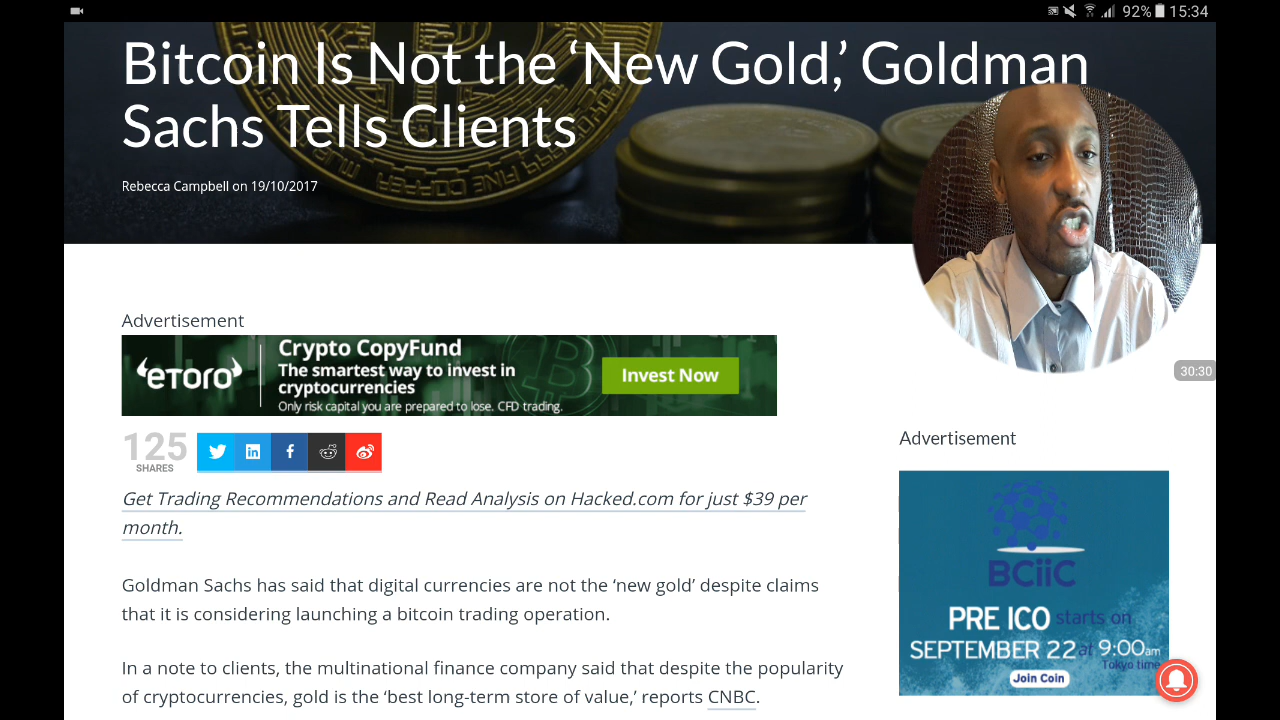 92% 15:34
Bitcoin Is Not the ‘New Gold,’ Goldman
Sachs Tells Clients
Rebecca Campbell on 19/10/2017
30:30
Advertisement
eToro
Crypto CopyFund
The smartest way to invest in
cryptocurrencies
Only risk capital you are prepared to lose. CFD trading.
Invest Now
125
SHARES
Get Trading Recommendations and Read Analysis on Hacked.com for just $39 per
month.
Goldman Sachs has said that digital currencies are not the ‘new gold’ despite claims
that it is considering launching a bitcoin trading operation.
In a note to clients, the multinational finance company said that despite the popularity
of cryptocurrencies, gold is the ‘best long-term store of value,’ reports CNBC.
Advertisement
BCiiC
PRE ICO starts on
SEPTEMBER 22 at 9:00am
Tokyo time
Join Coin